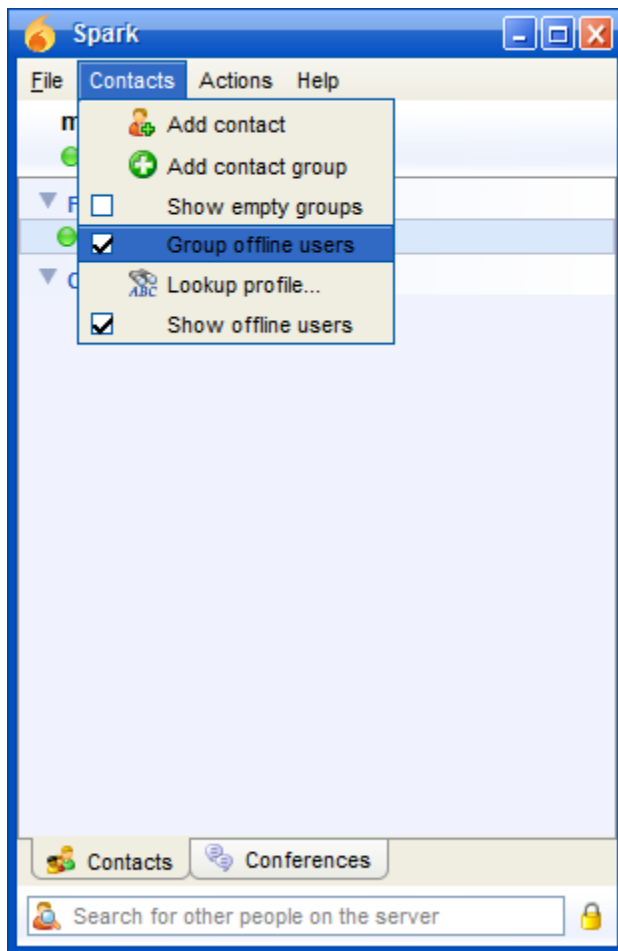 Spark
File Contacts Actions Help
Add contact
Add contact group
Show empty groups
Group offline users
Lookup profile...
ABC
Show offline users
Contacts Conferences
Search for other people on the server